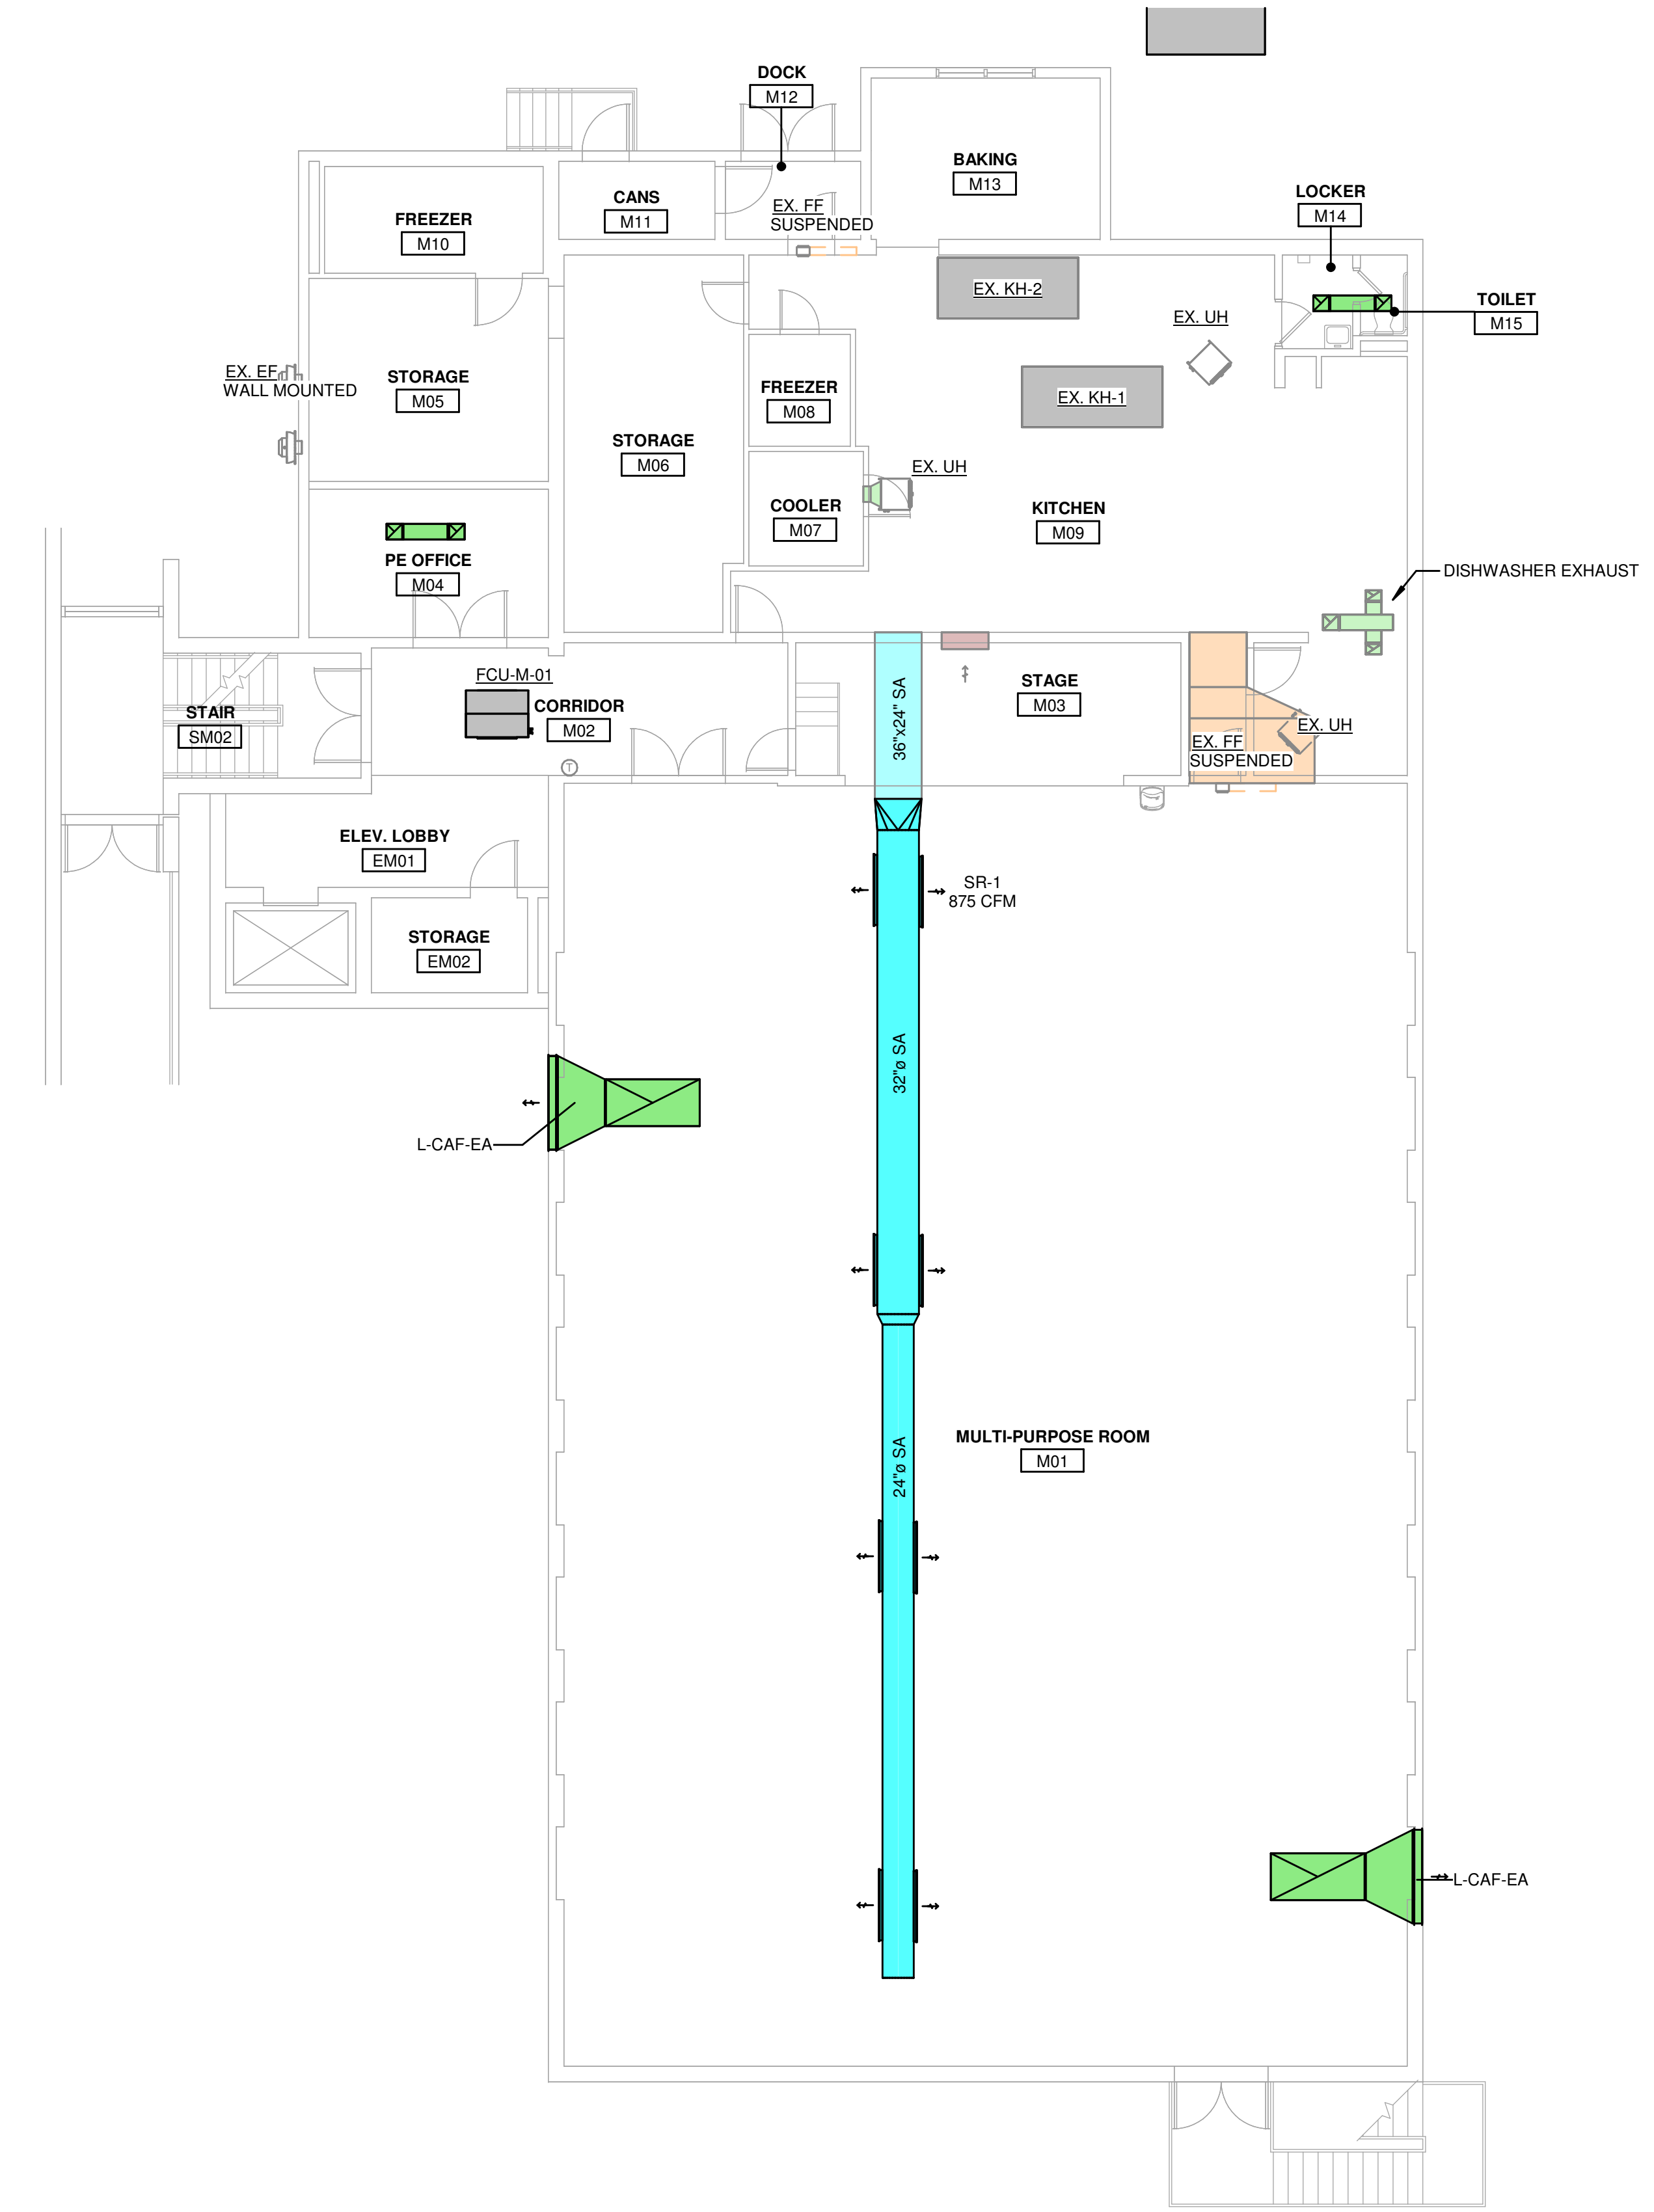 DOCK
M12
BAKING
M13
LOCKER
M14
CANS
M11
EX. FF
SUSPENDED
FREEZER
M10
EX. KH-2
EX. UH
TOILET
M15
EX. EF
WALL MOUNTED
STORAGE
M05
FREEZER
M08
EX. KH-1
STORAGE
M06
EX. UH
COOLER
M07
KITCHEN
M09
PE OFFICE
M04
DISHWASHER EXHAUST
FCU-M-01
CORRIDOR
M02
STAIR
SM02
36"x24" SA
STAGE
M03
EX. UH
EX. FF
SUSPENDED
T
ELEV. LOBBY
EM01
SR-1
875 CFM
STORAGE
EM02
32"ø SA
L-CAF-EA
MULTI-PURPOSE ROOM
M01
24"ø SA
L-CAF-EA